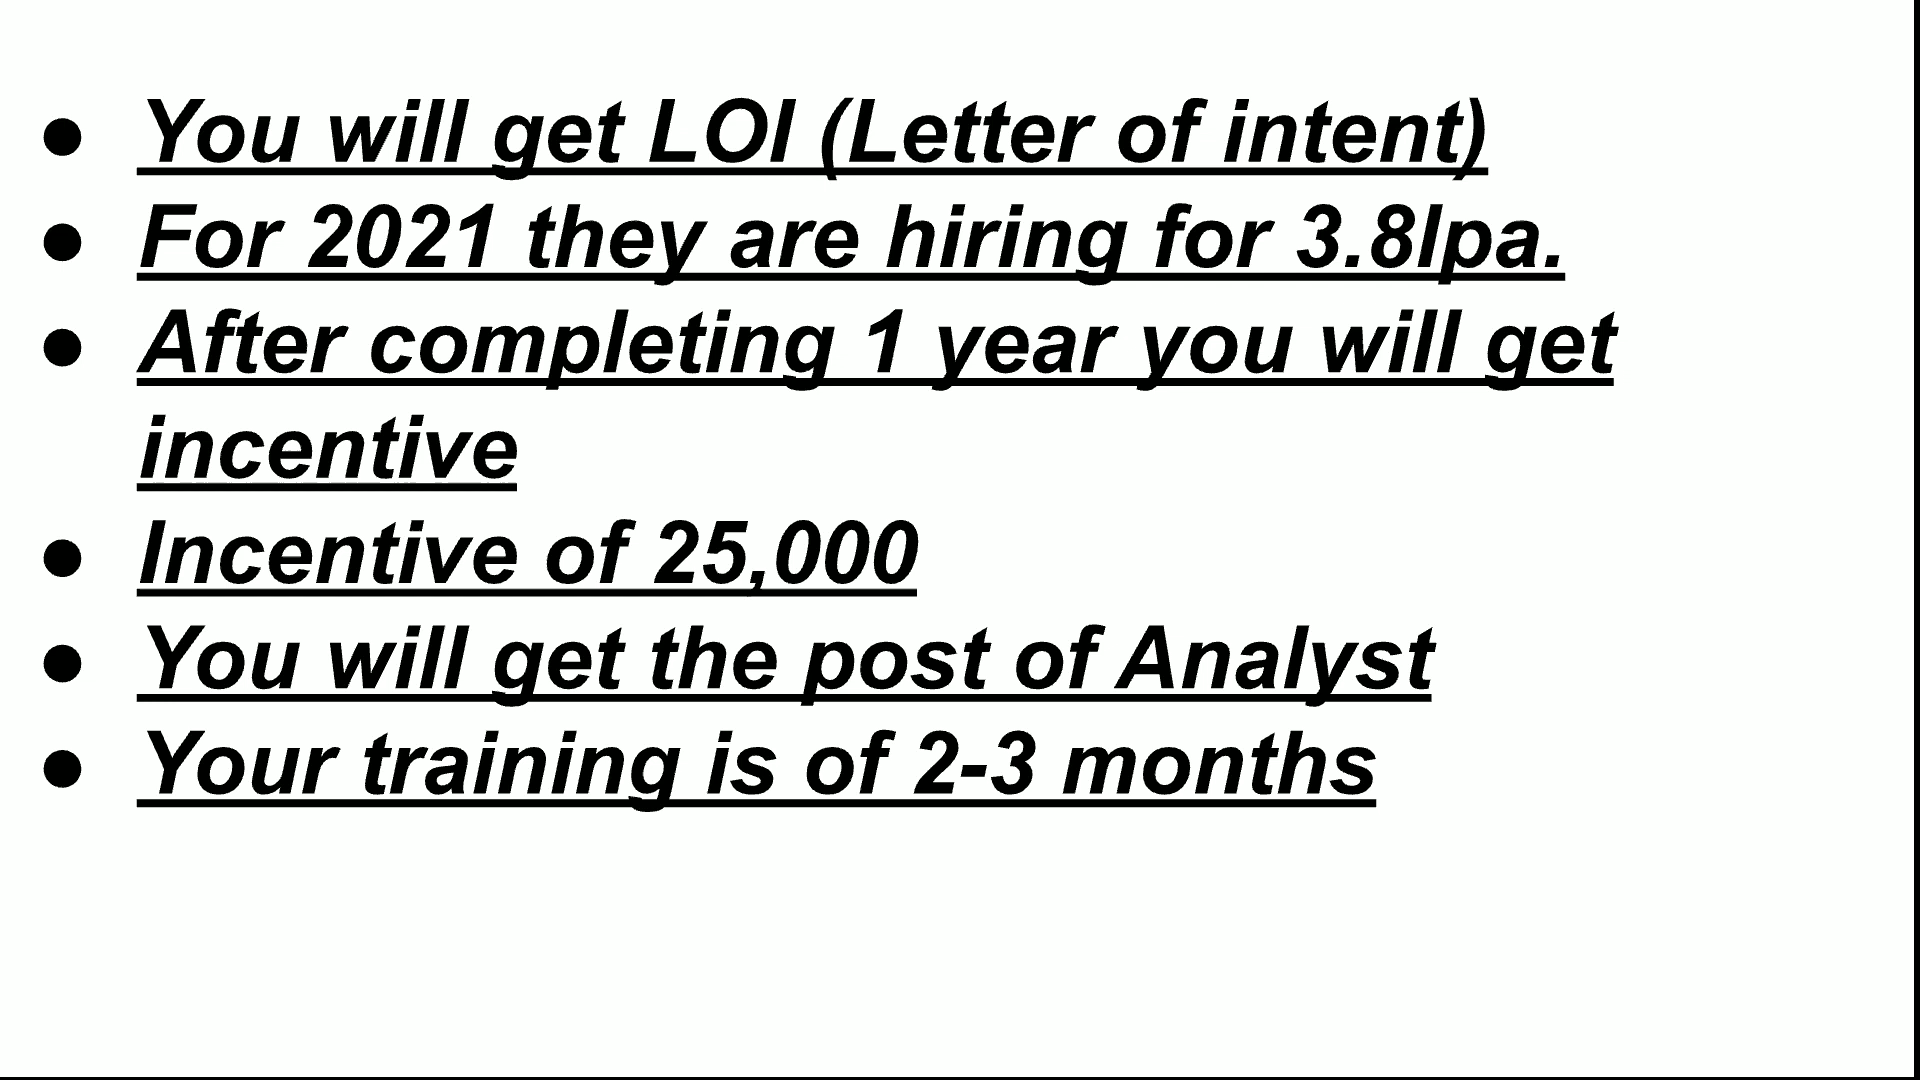 ● You will get LOI (Letter of intent)
● For 2021 they are hiring for 3.8lpa.
● After completing 1 year you will get
incentive
● Incentive of 25,000
● You will get the post of Analyst
● Your training is of 2-3 months